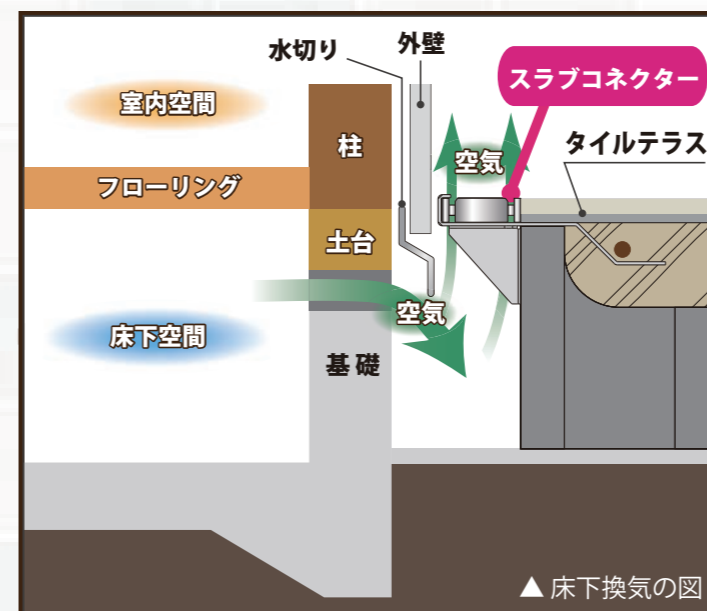 水切り
外壁
スラブコネクター
室内空間
柱
空気
タイルテラス
フローリング
土台
空気
床下空間
基礎
▲ 床下換気の図